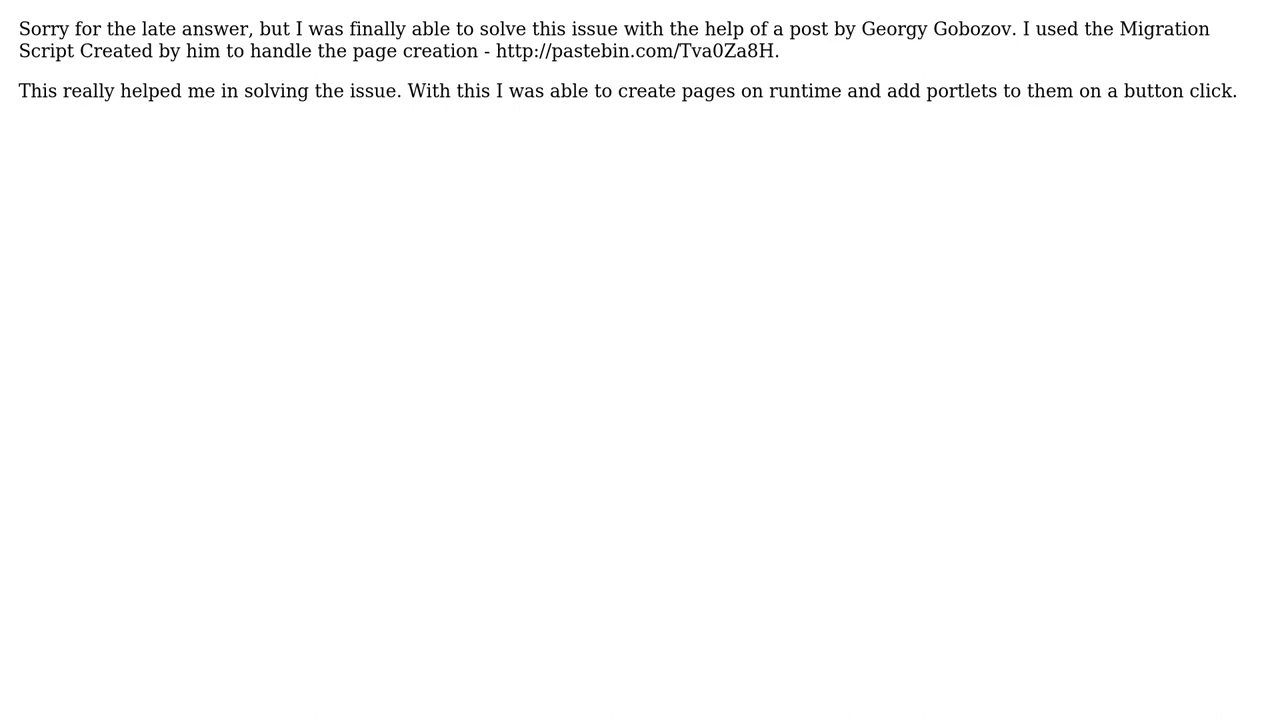 Sorry for the late answer, but I was finally able to solve this issue with the help of a post by Georgy Gobozov. I used the Migration
Script Created by him to handle the page creation - http://pastebin.com/Tva0Za8H.
This really helped me in solving the issue. With this I was able to create pages on runtime and add portlets to them on a button click.